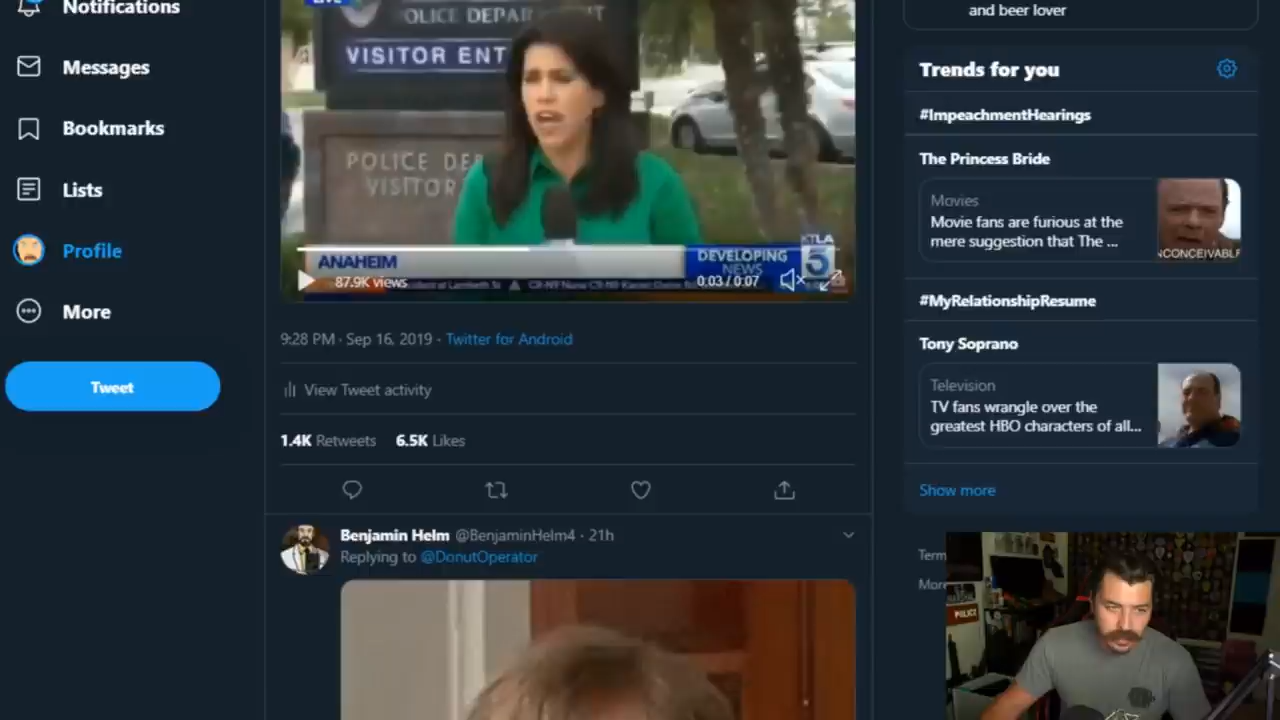 Notifications
Messages
Bookmarks
Lists
Profile
More
Tweet
LIVE
POLICE DEPARTMENT
VISITOR ENT
POLICE DE
VISITOR
ANAHEIM
DEVELOPING
NEWS
KTLA
5
87.9K views
0:03 / 0:07
9:28 PM · Sep 16, 2019 · Twitter for Android
View Tweet activity
1.4K Retweets 6.5K Likes
Benjamin Helm @BenjaminHelm4 · 21h
Replying to @DonutOperator
and beer lover
Trends for you
#ImpeachmentHearings
The Princess Bride
Movies
Movie fans are furious at the
mere suggestion that The ...
NCONCEIVABLE
#MyRelationshipResume
Tony Soprano
Television
TV fans wrangle over the
greatest HBO characters of all...
Show more
Term
More
POLICE